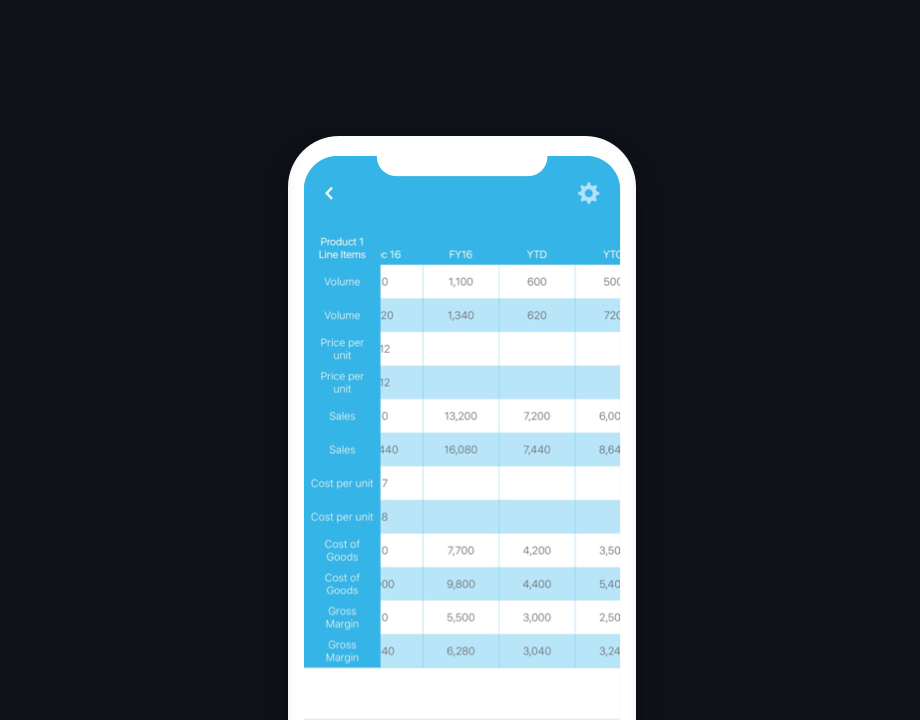 Product 1
Line Items 16 FY16 YTD
Volume 0 1,100 600 500
Volume 20 1,340 620 720
Price per
unit 12
Price per
unit 12
Sales 0 13,200 7,200 6,00
Sales 440 16,080 7,440 8,64
Cost per unit 7
Cost per unit 8
Cost of
Goods 0 7,700 4,200 3,50
Cost of
Goods 00 9,800 4,400 5,40
Gross
Margin 0 5,500 3,000 2,50
Gross
Margin 40 6,280 3,040 3,24